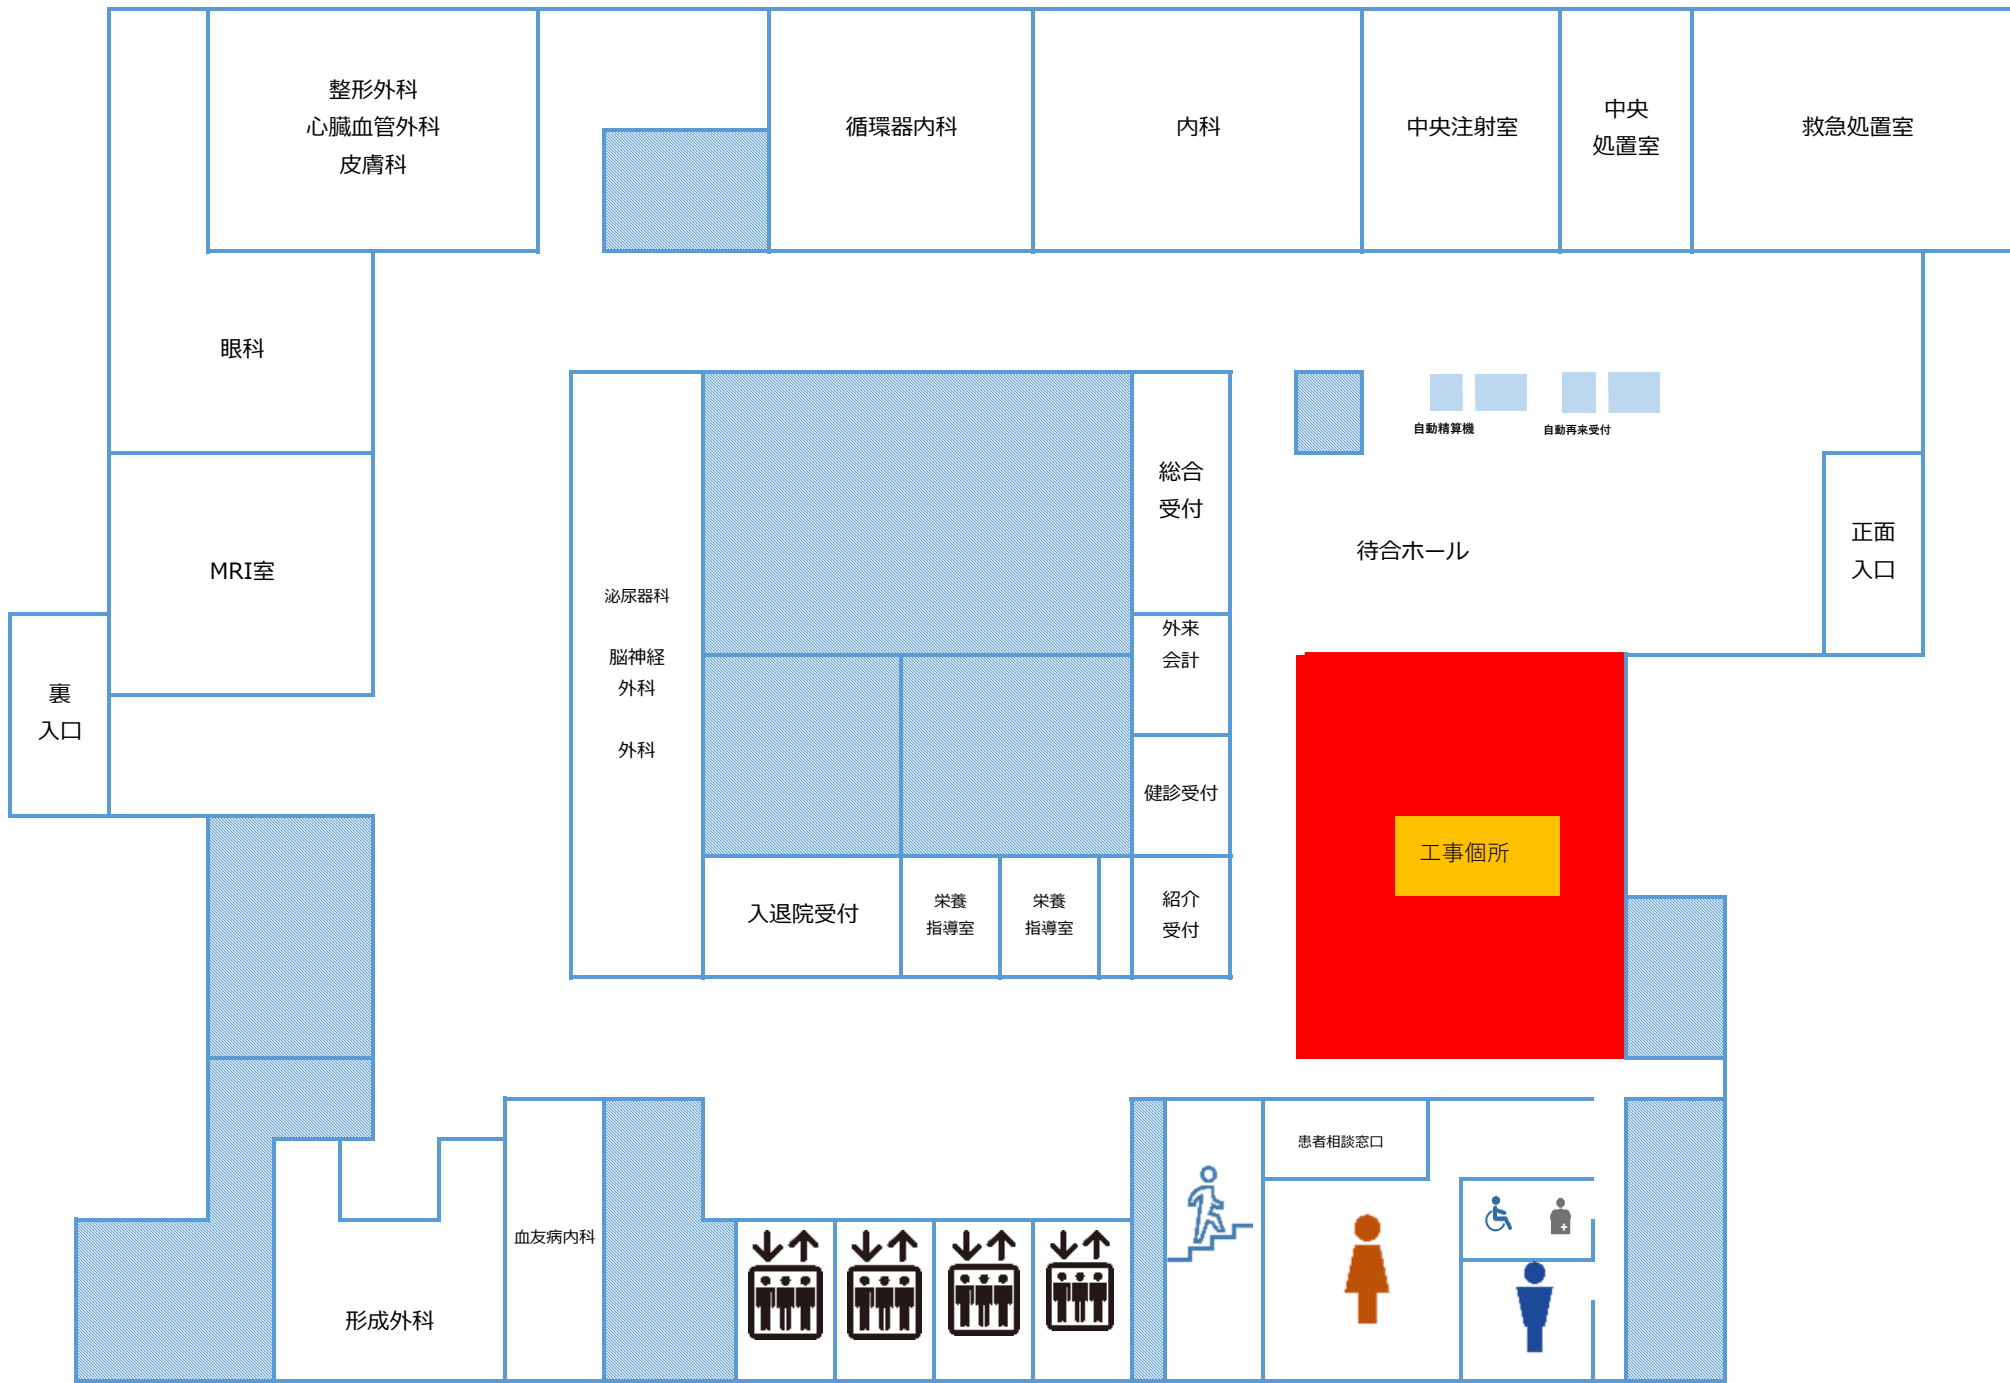 整形外科
心臓血管外科
皮膚科
循環器内科
内科
中央注射室
中央
処置室
救急処置室
眼科
自動精算機
自動再来受付
総合
受付
待合ホール
正面
入口
MRI室
泌尿器科
脳神経
外科
外科
外来
会計
裏
入口
健診受付
工事個所
入退院受付
栄養
指導室
栄養
指導室
紹介
受付
患者相談窓口
血友病内科
形成外科